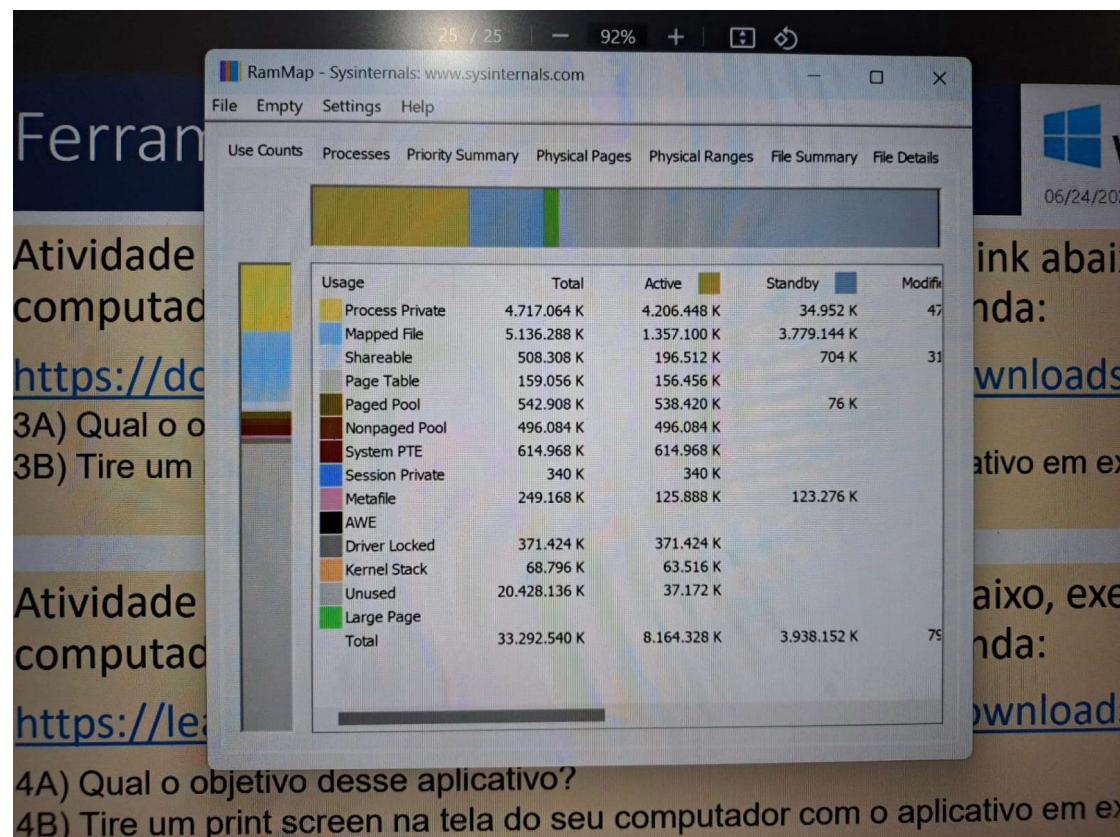 25 / 25 — 92% +
RamMap - Sysinternals: www.sysinternals.com
File Empty Settings Help
Ferram
Use Counts Processes Priority Summary Physical Pages Physical Ranges File Summary File Details
06/24/20
Atividade
ink abai
computad
nda:
https://do
wnloads
3A) Qual o o
3B) Tire um
ativo em ex
Usage Total Active Standby Modifie
Process Private 4.717.064 K 4.206.448 K 34.952 K 47
Mapped File 5.136.288 K 1.357.100 K 3.779.144 K
Shareable 508.308 K 196.512 K 704 K 31
Page Table 159.056 K 156.456 K
Paged Pool 542.908 K 538.420 K 76 K
Nonpaged Pool 496.084 K 496.084 K
System PTE 614.968 K 614.968 K
Session Private 340 K 340 K
Metafile 249.168 K 125.888 K 123.276 K
AWE
Driver Locked 371.424 K 371.424 K
Kernel Stack 68.796 K 63.516 K
Unused 20.428.136 K 37.172 K
Large Page
Total 33.292.540 K 8.164.328 K 3.938.152 K 79
Atividade
aixo, exe
computad
nda:
https://lea
ownload
4A) Qual o objetivo desse aplicativo?
4B) Tire um print screen na tela do seu computador com o aplicativo em ex